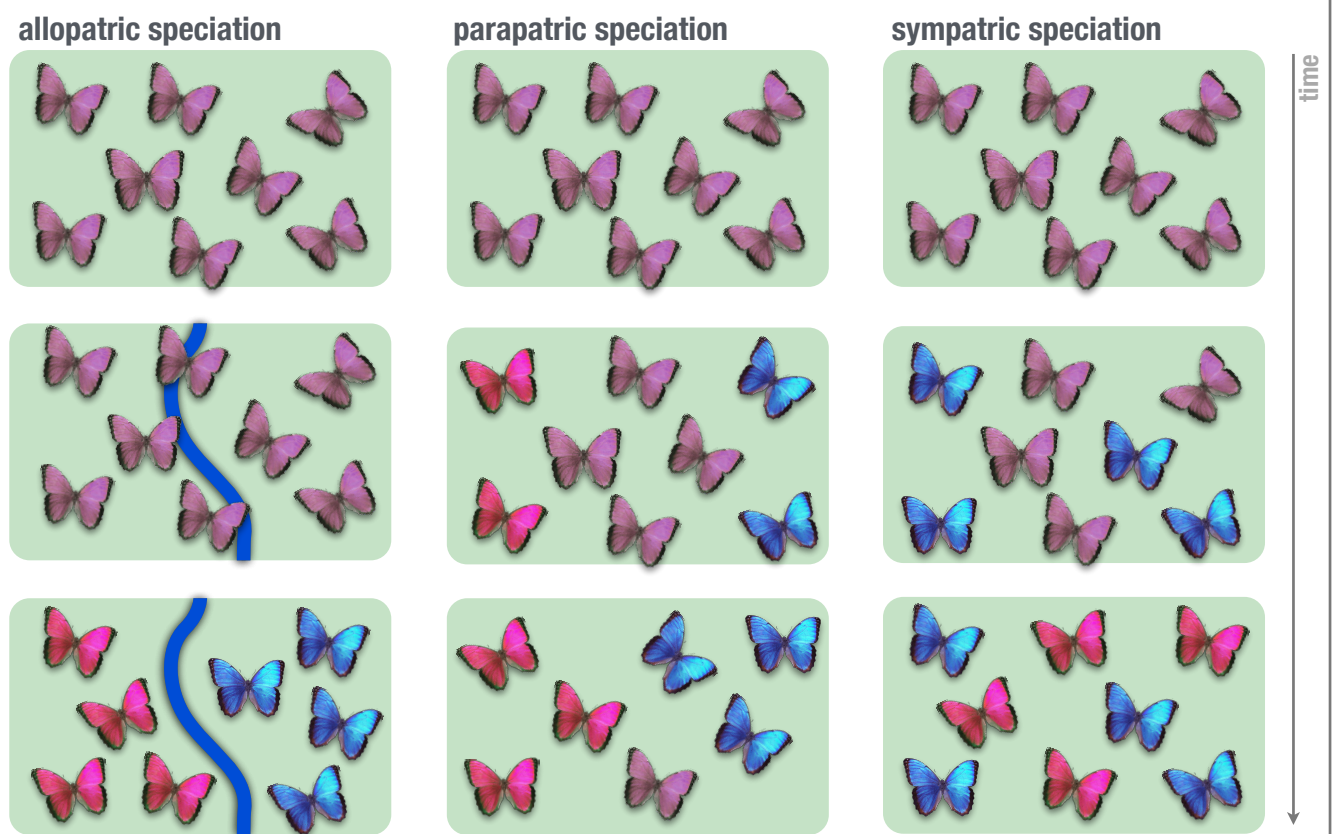 allopatric speciation
parapatric speciation
sympatric speciation
time